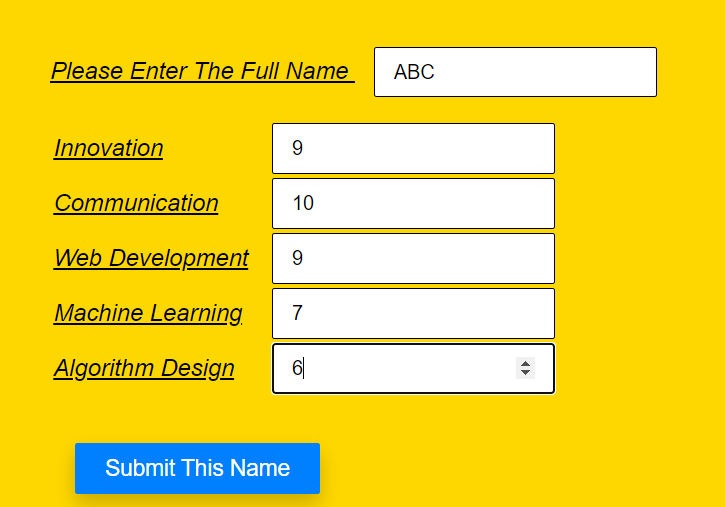 Please Enter The Full Name ABC
Innovation 9
Communication 10
Web Development 9
Machine Learning 7
Algorithm Design 6
Submit This Name